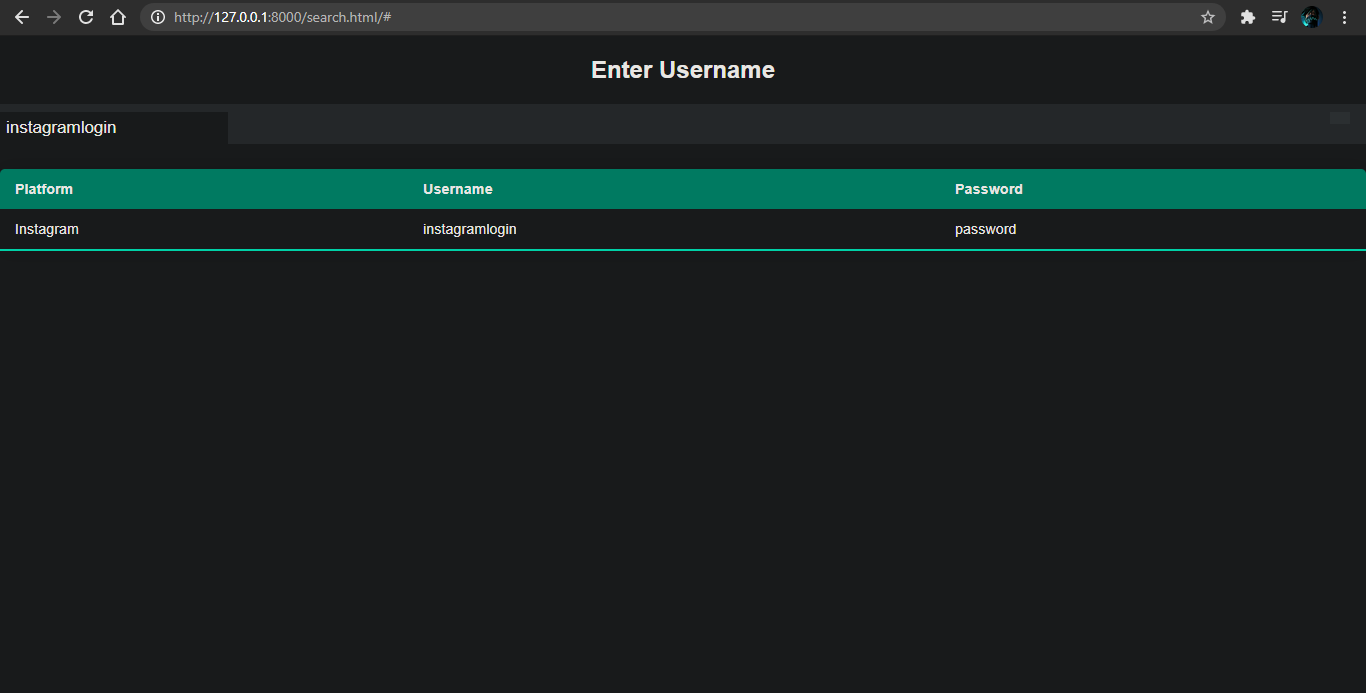 http://127.0.0.1:8000/search.html/#
Enter Username
instagramlogin
Platform Username Password
Instagram instagramlogin password